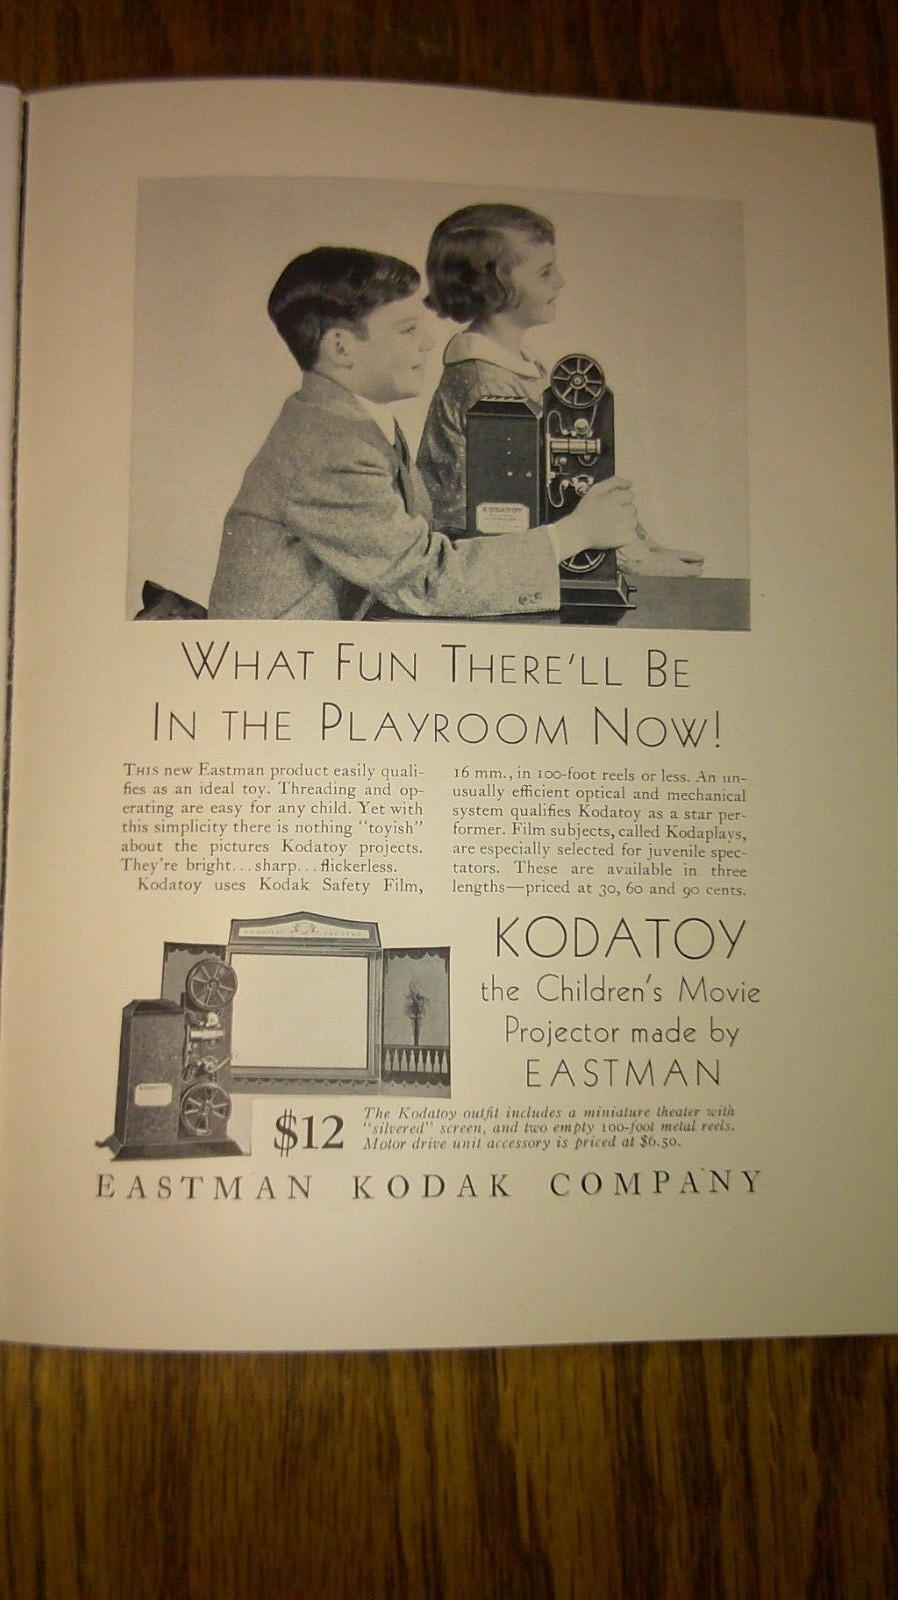 KODATOY
WHAT FUN THERE'LL BE
IN THE PLAYROOM NOW!
THIS new Eastman product easily quali-
fies as an ideal toy. Threading and op-
erating are easy for any child. Yet with
this simplicity there is nothing "toyish"
about the pictures Kodatoy projects.
They're bright...sharp...flickerless.
Kodatoy uses Kodak Safety Film,
16 mm., in 100-foot reels or less. An un-
usually efficient optical and mechanical
system qualifies Kodatoy as a star per-
former. Film subjects, called Kodaplays,
are especially selected for juvenile spec-
tators. These are available in three
lengths—priced at 30, 60 and 90 cents.
KODATOY
the Children's Movie
Projector made by
EASTMAN
$12
The Kodatoy outfit includes a miniature theater with
"silvered" screen, and two empty 100-foot metal reels.
Motor drive unit accessory is priced at $6.50.
EASTMAN KODAK COMPANY